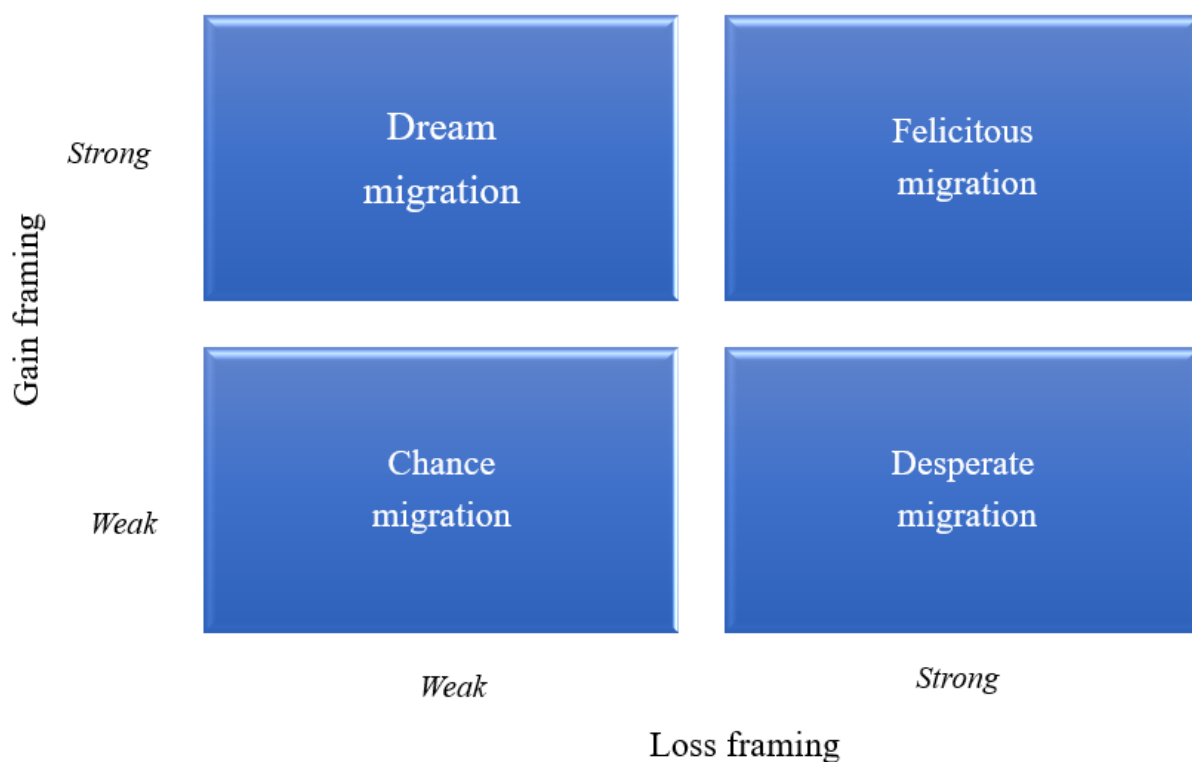 Dream
migration
Felicitous
migration
Strong
Gain framing
Chance
migration
Desperate
migration
Weak
Weak
Strong
Loss framing